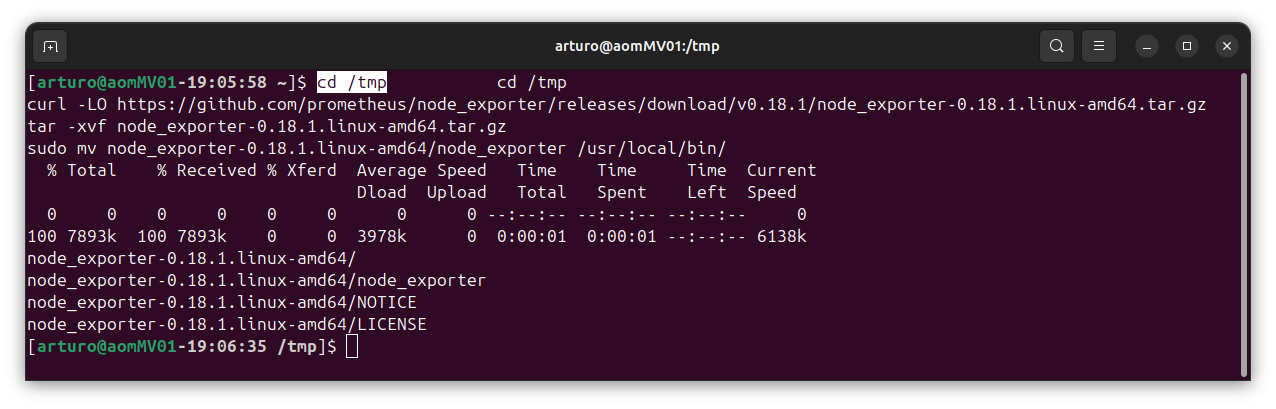 arturo@aomMV01:/tmp
[arturo@aomMV01-19:05:58 ~]$ cd /tmp           cd /tmp
curl -LO https://github.com/prometheus/node_exporter/releases/download/v0.18.1/node_exporter-0.18.1.linux-amd64.tar.gz
tar -xvf node_exporter-0.18.1.linux-amd64.tar.gz
sudo mv node_exporter-0.18.1.linux-amd64/node_exporter /usr/local/bin/
  % Total    % Received % Xferd  Average Speed   Time    Time     Time  Current
                                 Dload  Upload   Total   Spent    Left  Speed
  0     0    0     0    0     0      0      0 --:--:-- --:--:-- --:--:--     0
100 7893k  100 7893k    0     0  3978k      0  0:00:01  0:00:01 --:--:-- 6138k
node_exporter-0.18.1.linux-amd64/
node_exporter-0.18.1.linux-amd64/node_exporter
node_exporter-0.18.1.linux-amd64/NOTICE
node_exporter-0.18.1.linux-amd64/LICENSE
[arturo@aomMV01-19:06:35 /tmp]$